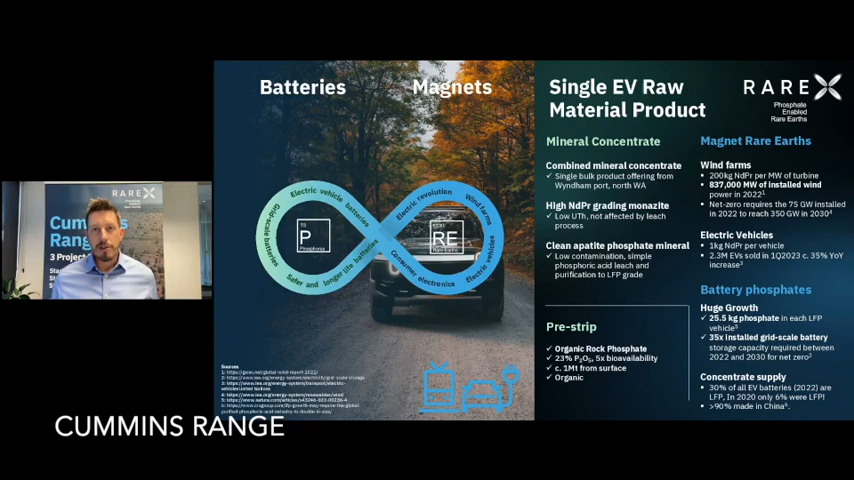 Batteries
Magnets
Single EV Raw
Material Product
RAREX
Phosphate
Enabled
Rare Earths
Mineral Concentrate
Combined mineral concentrate
✓ Single bulk product offering from
Wyndham port, north WA
High NdPr grading monazite
✓ Low UTh, not affected by leach
process
Clean apatite phosphate mineral
✓ Low contamination, simple
phosphoric acid leach and
purification to LFP grade
Pre-strip
✓ Organic Rock Phosphate
✓ 23% P₂O₅, 5x bioavailability
✓ c. 1Mt from surface
✓ Organic
Magnet Rare Earths
Wind farms
▪ 200kg NdPr per MW of turbine
▪ 837,000 MW of installed wind
power in 2022¹
▪ Net-zero requires the 75 GW installed
in 2022 to reach 350 GW in 2030⁴
Electric Vehicles
▪ 1kg NdPr per vehicle
▪ 2.3M EVs sold in 1Q2023 c. 35% YoY
increase³
Battery phosphates
Huge Growth
✓ 25.5 kg phosphate in each LFP
vehicle⁵
✓ 35x installed grid-scale battery
storage capacity required between
2022 and 2030 for net zero²
Concentrate supply
▪ 30% of all EV batteries (2022) are
LFP, In 2020 only 6% were LFP!
▪ >90% made in China⁶.
Electric vehicle batteries
Grid-scale batteries
Safer and longer life batteries
15
P
Phosphorus
Electric revolution
Wind farms
Electric vehicles
Consumer electronics
RE
Rare Earths
Sources
RAREX
Cummins
Range
3 Project
CUMMINS RANGE